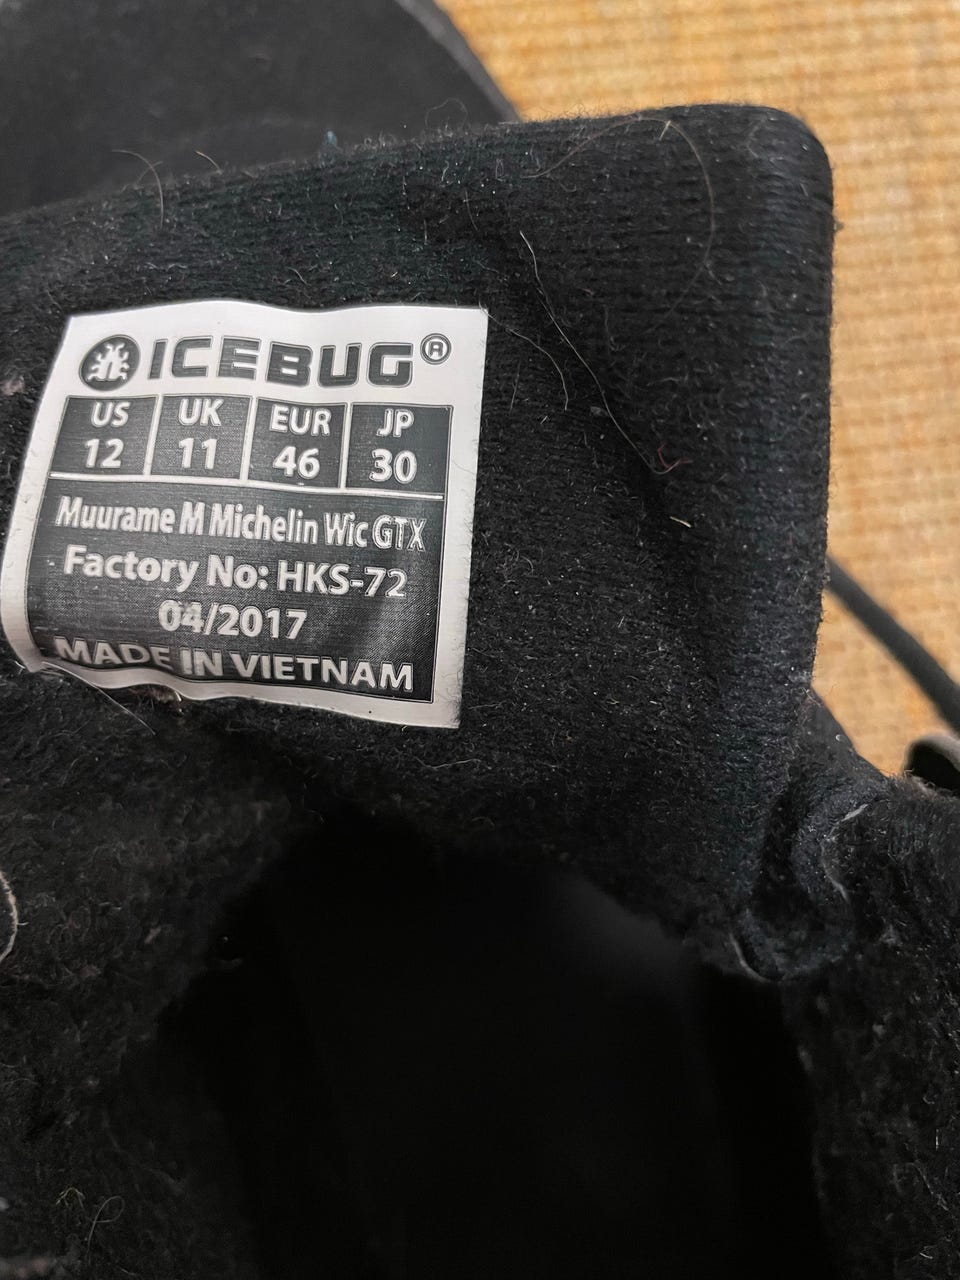 ICEBUG®
US UK EUR JP
12 11 46 30
Muurame M Michelin Wic GTX
Factory No: HKS-72
04/2017
MADE IN VIETNAM